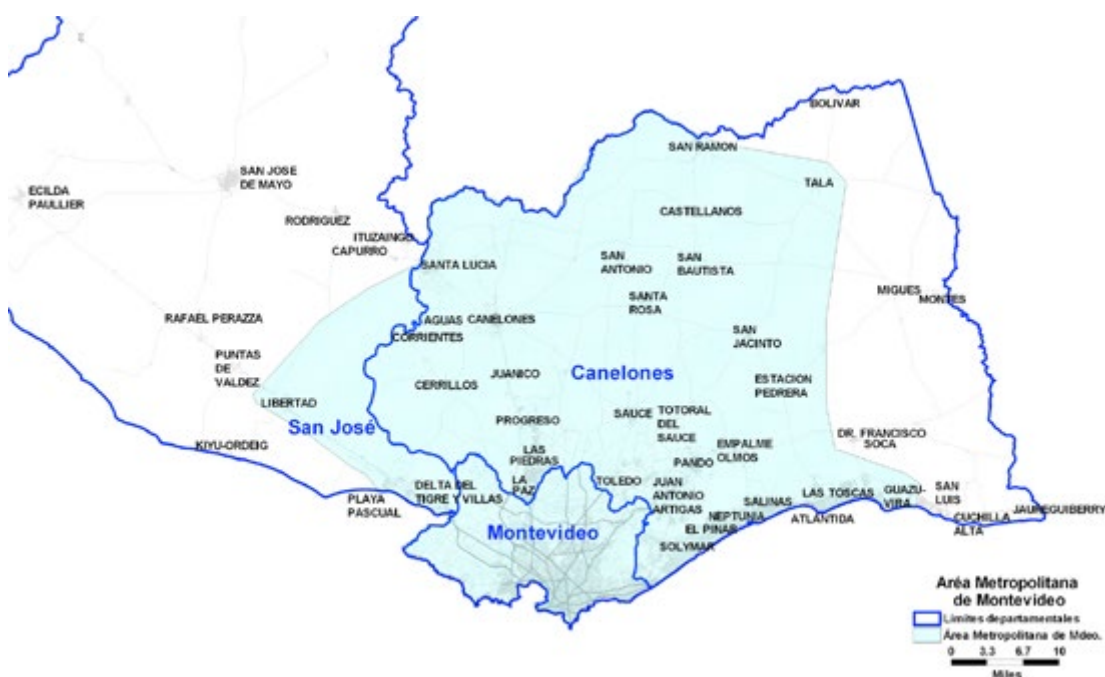 BOLIVAR
SAN RAMON
SAN JOSE
DE MAYO
TALA
ECILDA
PAULLIER
CASTELLANOS
RODRIGUEZ
ITUZAINGO
CAPURRO
SAN
ANTONIO
SAN
BAUTISTA
SANTA LUCIA
MIGUES
MONTES
SANTA
ROSA
RAFAEL PERAZZA
AGUAS
CORRIENTES
CANELONES
SAN
JACINTO
PUNTAS
DE
VALDEZ
JUANICO
Canelones
CERRILLOS
ESTACION
PEDRERA
LIBERTAD
San José
PROGRESO
SAUCE
TOTORAL
DEL
SAUCE
KIYU-ORDEIG
DR. FRANCISCO
SOCA
EMPALME
OLMOS
LAS
PIEDRAS
PANDO
PLAYA
PASCUAL
DELTA DEL
TIGRE Y VILLAS
LA
PAZ
TOLEDO
JUAN
ANTONIO
ARTIGAS
SALINAS
LAS TOSCAS
GUAZU-
VIRA
SAN
LUIS
JAUREGUIBERRY
CUCHILLA
ALTA
NEPTUNIA
ATLANTIDA
EL PINAR
Montevideo
SOLYMAR
Aréa Metropolitana
de Montevideo
Limites departamentales
Área Metropolitana de Mdeo.
0 3.3 6.7 10
Miles